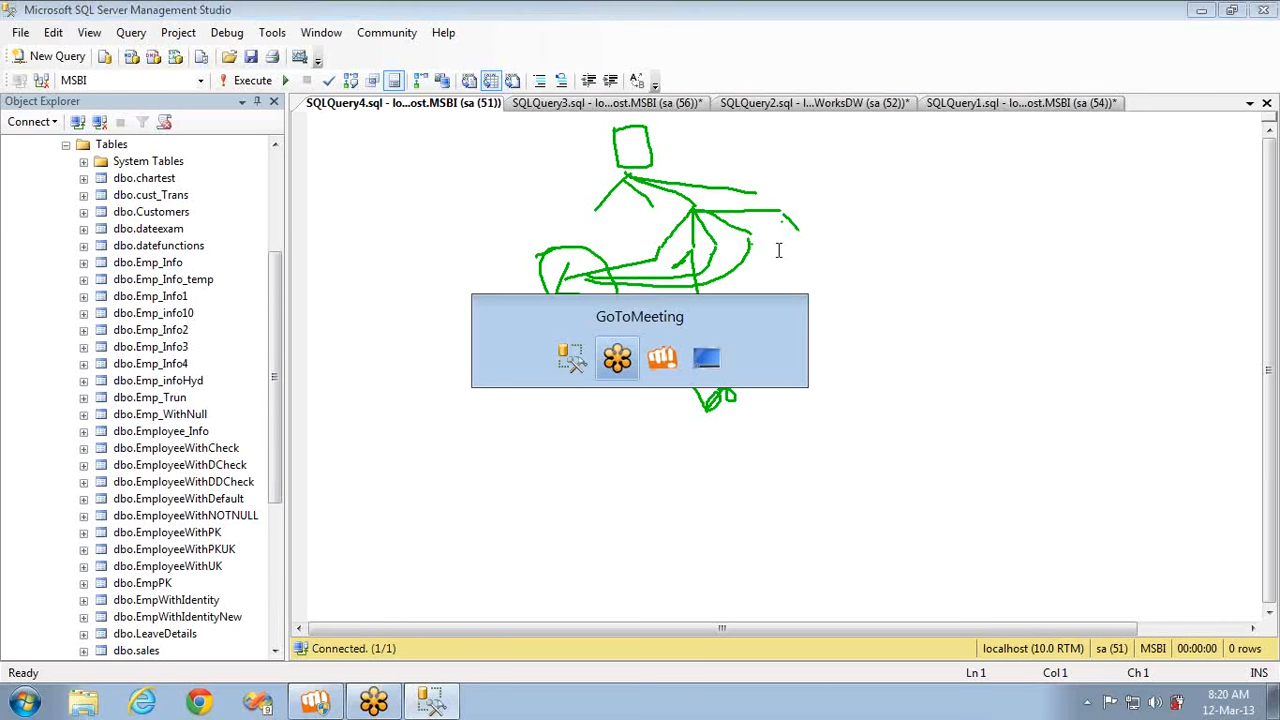 Microsoft SQL Server Management Studio
File Edit View Query Project Debug Tools Window Community Help
New Query
MSBI Execute
Object Explorer
SQLQuery4.sql - lo...ost.MSBI (sa (51)) SQLQuery3.sql - lo...ost.MSBI (sa (56))* SQLQuery2.sql - l...WorksDW (sa (52))* SQLQuery1.sql - lo...ost.MSBI (sa (54))*
Connect
Tables
System Tables
dbo.chartest
dbo.cust_Trans
dbo.Customers
dbo.dateexam
dbo.datefunctions
dbo.Emp_Info
dbo.Emp_Info_temp
dbo.Emp_Info1
dbo.Emp_info10
dbo.Emp_Info2
dbo.Emp_Info3
dbo.Emp_Info4
dbo.Emp_infoHyd
dbo.Emp_Trun
dbo.Emp_WithNull
dbo.Employee_Info
dbo.EmployeeWithCheck
dbo.EmployeeWithDCheck
dbo.EmployeeWithDDCheck
dbo.EmployeeWithDefault
dbo.EmployeeWithNOTNULL
dbo.EmployeeWithPK
dbo.EmployeeWithPKUK
dbo.EmployeeWithUK
dbo.EmpPK
dbo.EmpWithIdentity
dbo.EmpWithIdentityNew
dbo.LeaveDetails
dbo.sales
GoToMeeting
Connected. (1/1) localhost (10.0 RTM) sa (51) MSBI 00:00:00 0 rows
Ready Ln 1 Col 1 Ch 1 INS
8:20 AM
12-Mar-13